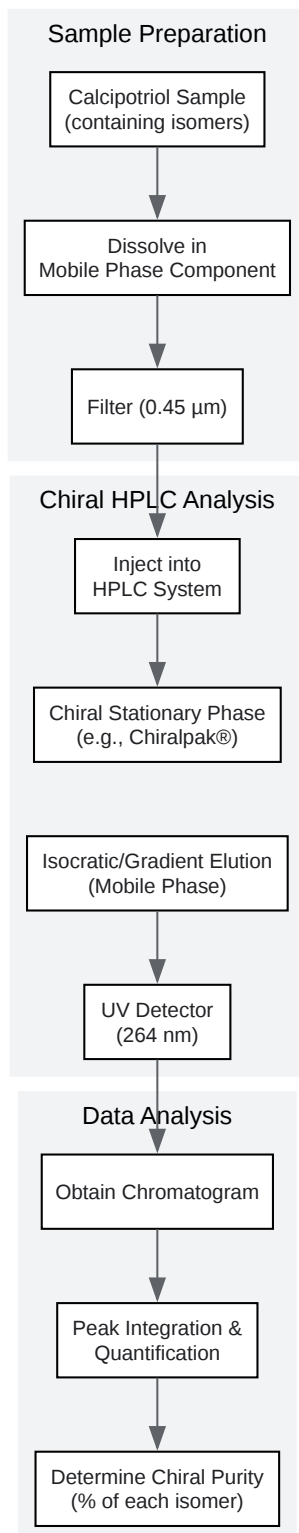 Sample Preparation
Calcipotriol Sample
(containing isomers)
Dissolve in
Mobile Phase Component
Filter (0.45 µm)
Chiral HPLC Analysis
Inject into
HPLC System
Chiral Stationary Phase
(e.g., Chiralpak®)
Isocratic/Gradient Elution
(Mobile Phase)
UV Detector
(264 nm)
Data Analysis
Obtain Chromatogram
Peak Integration &
Quantification
Determine Chiral Purity
(% of each isomer)